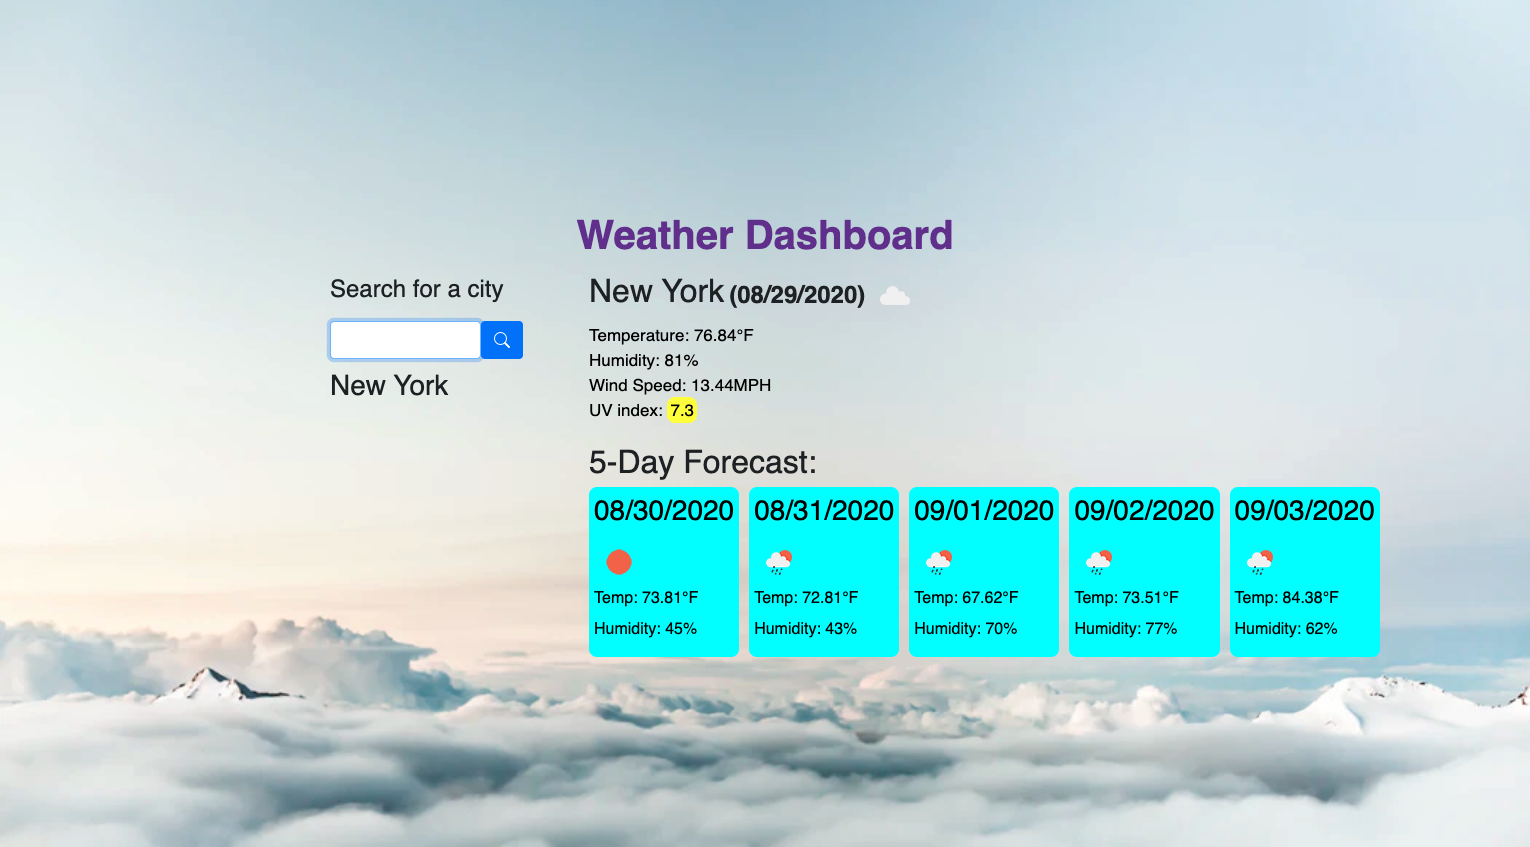 Weather Dashboard
Search for a city
New York
New York (08/29/2020)
Temperature: 76.84°F
Humidity: 81%
Wind Speed: 13.44MPH
UV index: 7.3
5-Day Forecast:
08/30/2020
Temp: 73.81°F
Humidity: 45%
08/31/2020
Temp: 72.81°F
Humidity: 43%
09/01/2020
Temp: 67.62°F
Humidity: 70%
09/02/2020
Temp: 73.51°F
Humidity: 77%
09/03/2020
Temp: 84.38°F
Humidity: 62%